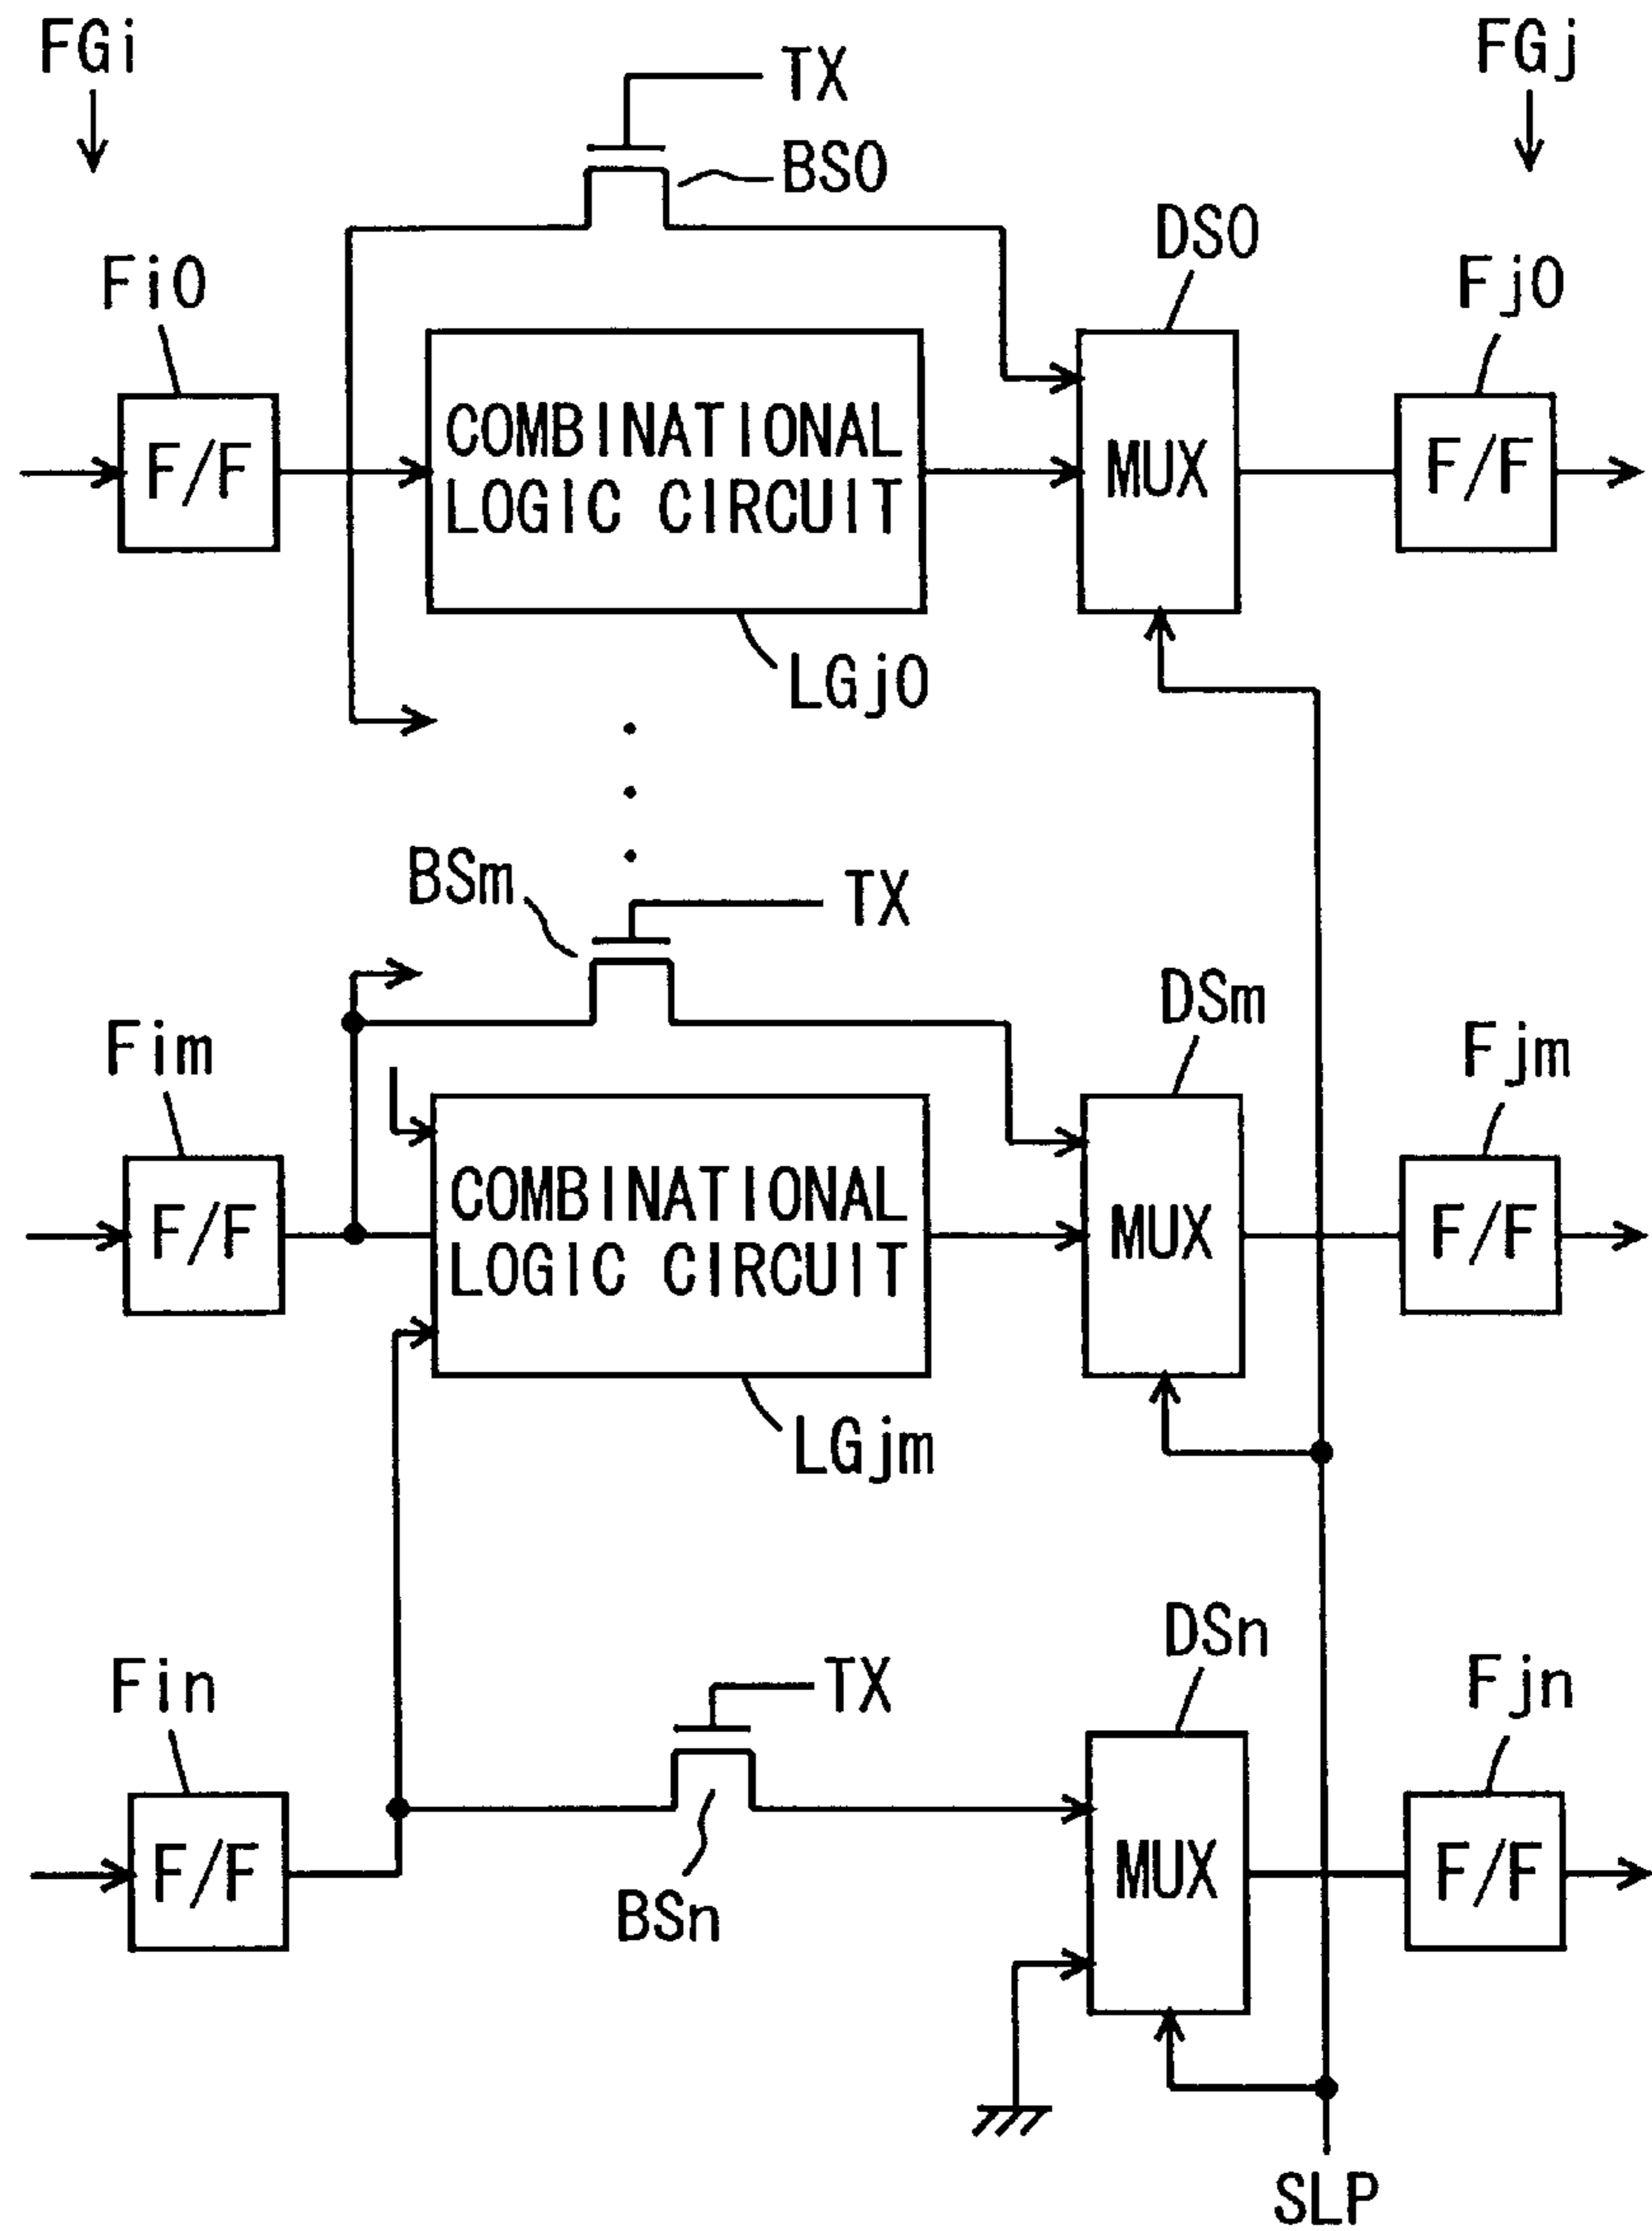 FGi
FGj
TX
BS0
DS0
Fi0
Fj0
F/F
COMBINATIONAL
LOGIC CIRCUIT
MUX
F/F
LGj0
BSm
TX
DSm
Fim
Fjm
F/F
COMBINATIONAL
LOGIC CIRCUIT
MUX
F/F
LGjm
DSn
Fin
TX
Fjn
F/F
BSn
MUX
F/F
SLP